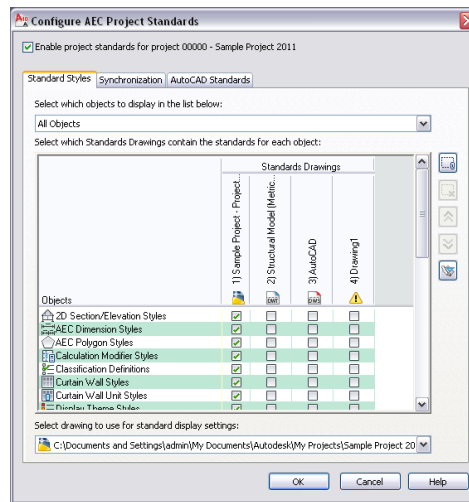 Configure AEC Project Standards
Enable project standards for project 00000 - Sample Project 2011
Standard Styles Synchronization AutoCAD Standards
Select which objects to display in the list below:
All Objects
Select which Standards Drawings contain the standards for each object:
Standards Drawings
1) Sample Project - Project...
2) Structural Model (Metric...
3) AutoCAD
4) Drawing1
Objects
2D Section/Elevation Styles
AEC Dimension Styles
AEC Polygon Styles
Calculation Modifier Styles
Classification Definitions
Curtain Wall Styles
Curtain Wall Unit Styles
Display Theme Styles
Select drawing to use for standard display settings:
C:\Documents and Settings\admin\My Documents\Autodesk\My Projects\Sample Project 20
OK Cancel Help